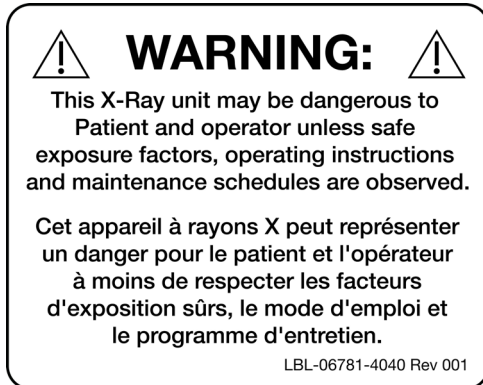 WARNING:
This X-Ray unit may be dangerous to
Patient and operator unless safe
exposure factors, operating instructions
and maintenance schedules are observed.
Cet appareil à rayons X peut représenter
un danger pour le patient et l'opérateur
à moins de respecter les facteurs
d'exposition sûrs, le mode d'emploi et
le programme d'entretien.
LBL-06781-4040 Rev 001